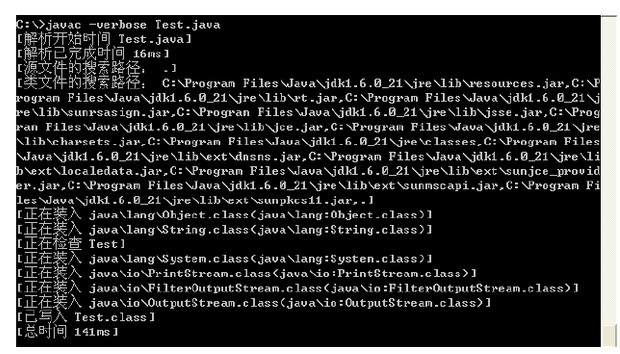 C:\>javac -verbose Test.java
[解析开始时间 Test.java]
[解析已完成时间 16ms]
[源文件的搜索路径： .]
[类文件的搜索路径： C:\Program Files\Java\jdk1.6.0_21\jre\lib\resources.jar,C:\P
rogram Files\Java\jdk1.6.0_21\jre\lib\rt.jar,C:\Program Files\Java\jdk1.6.0_21\j
re\lib\sunrsasign.jar,C:\Program Files\Java\jdk1.6.0_21\jre\lib\jsse.jar,C:\Prog
ram Files\Java\jdk1.6.0_21\jre\lib\jce.jar,C:\Program Files\Java\jdk1.6.0_21\jre
\lib\charsets.jar,C:\Program Files\Java\jdk1.6.0_21\jre\classes,C:\Program Files
\Java\jdk1.6.0_21\jre\lib\ext\dnsns.jar,C:\Program Files\Java\jdk1.6.0_21\jre\li
b\ext\localedata.jar,C:\Program Files\Java\jdk1.6.0_21\jre\lib\ext\sunjce_provid
er.jar,C:\Program Files\Java\jdk1.6.0_21\jre\lib\ext\sunmscapi.jar,C:\Program Fi
les\Java\jdk1.6.0_21\jre\lib\ext\sunpkcs11.jar,.]
[正在装入 java\lang\Object.class(java\lang:Object.class)]
[正在装入 java\lang\String.class(java\lang:String.class)]
[正在检查 Test]
[正在装入 java\lang\System.class(java\lang:System.class)]
[正在装入 java\io\PrintStream.class(java\io:PrintStream.class)]
[正在装入 java\io\FilterOutputStream.class(java\io:FilterOutputStream.class)]
[正在装入 java\io\OutputStream.class(java\io:OutputStream.class)]
[已写入 Test.class]
[总时间 141ms]